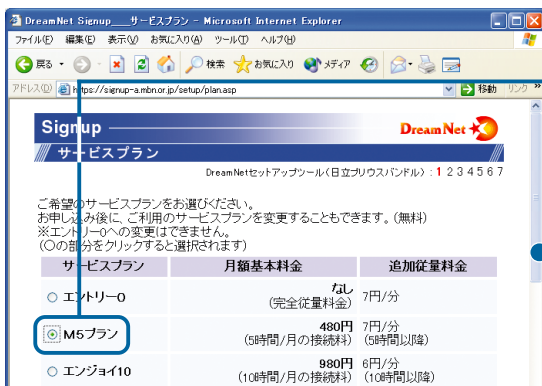 DreamNet Signup___サービスプラン - Microsoft Internet Explorer
ファイル(F) 編集(E) 表示(V) お気に入り(A) ツール(T) ヘルプ(H)
戻る 検索 お気に入り メディア
アドレス(D) https://signup-a.mbn.or.jp/setup/plan.asp 移動 リンク »
Signup DreamNet
サービスプラン
DreamNetセットアップツール(日立プリウスバンドル) : 1 2 3 4 5 6 7
ご希望のサービスプランをお選びください。
お申し込み後に、ご利用のサービスプランを変更することもできます。(無料)
※エントリー0への変更はできません。
(○の部分をクリックすると選択されます)
サービスプラン 月額基本料金 追加従量料金
エントリー0 なし (完全従量料金) 7円/分
M5プラン 480円 (5時間/月の接続料) 7円/分 (5時間以降)
エンジョイ10 980円 (10時間/月の接続料) 6円/分 (10時間以降)